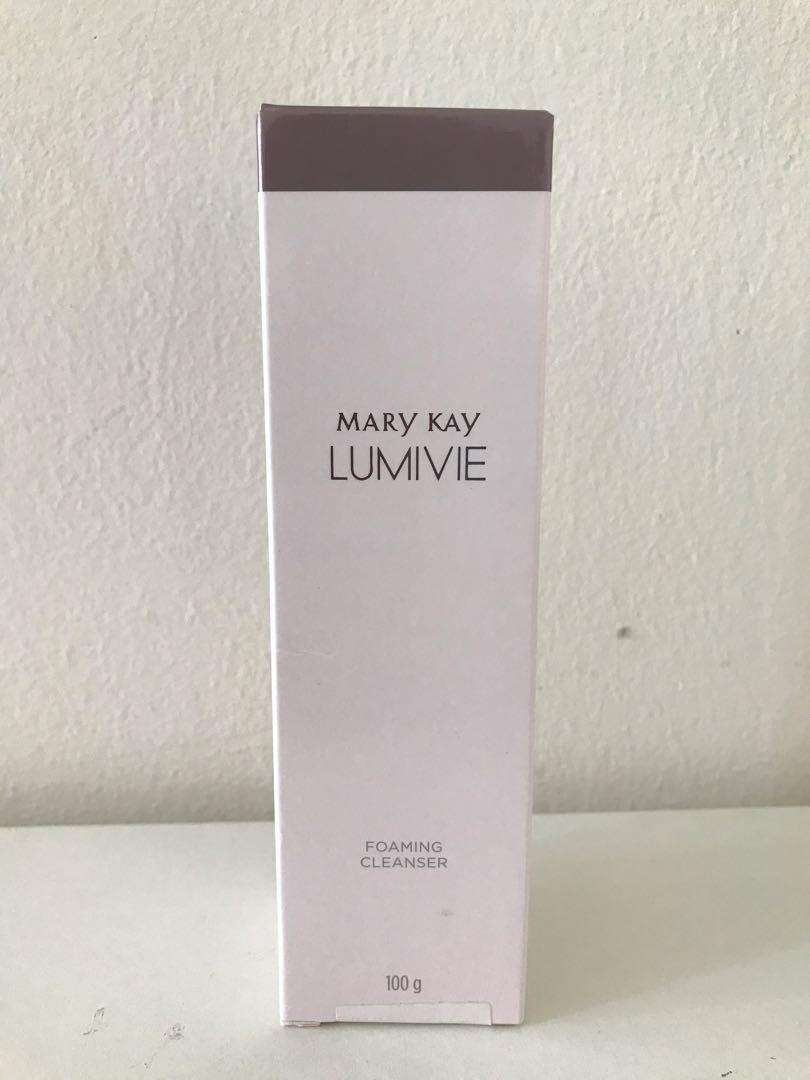 MARY KAY
LUMIVIE
FOAMING
CLEANSER
100 g